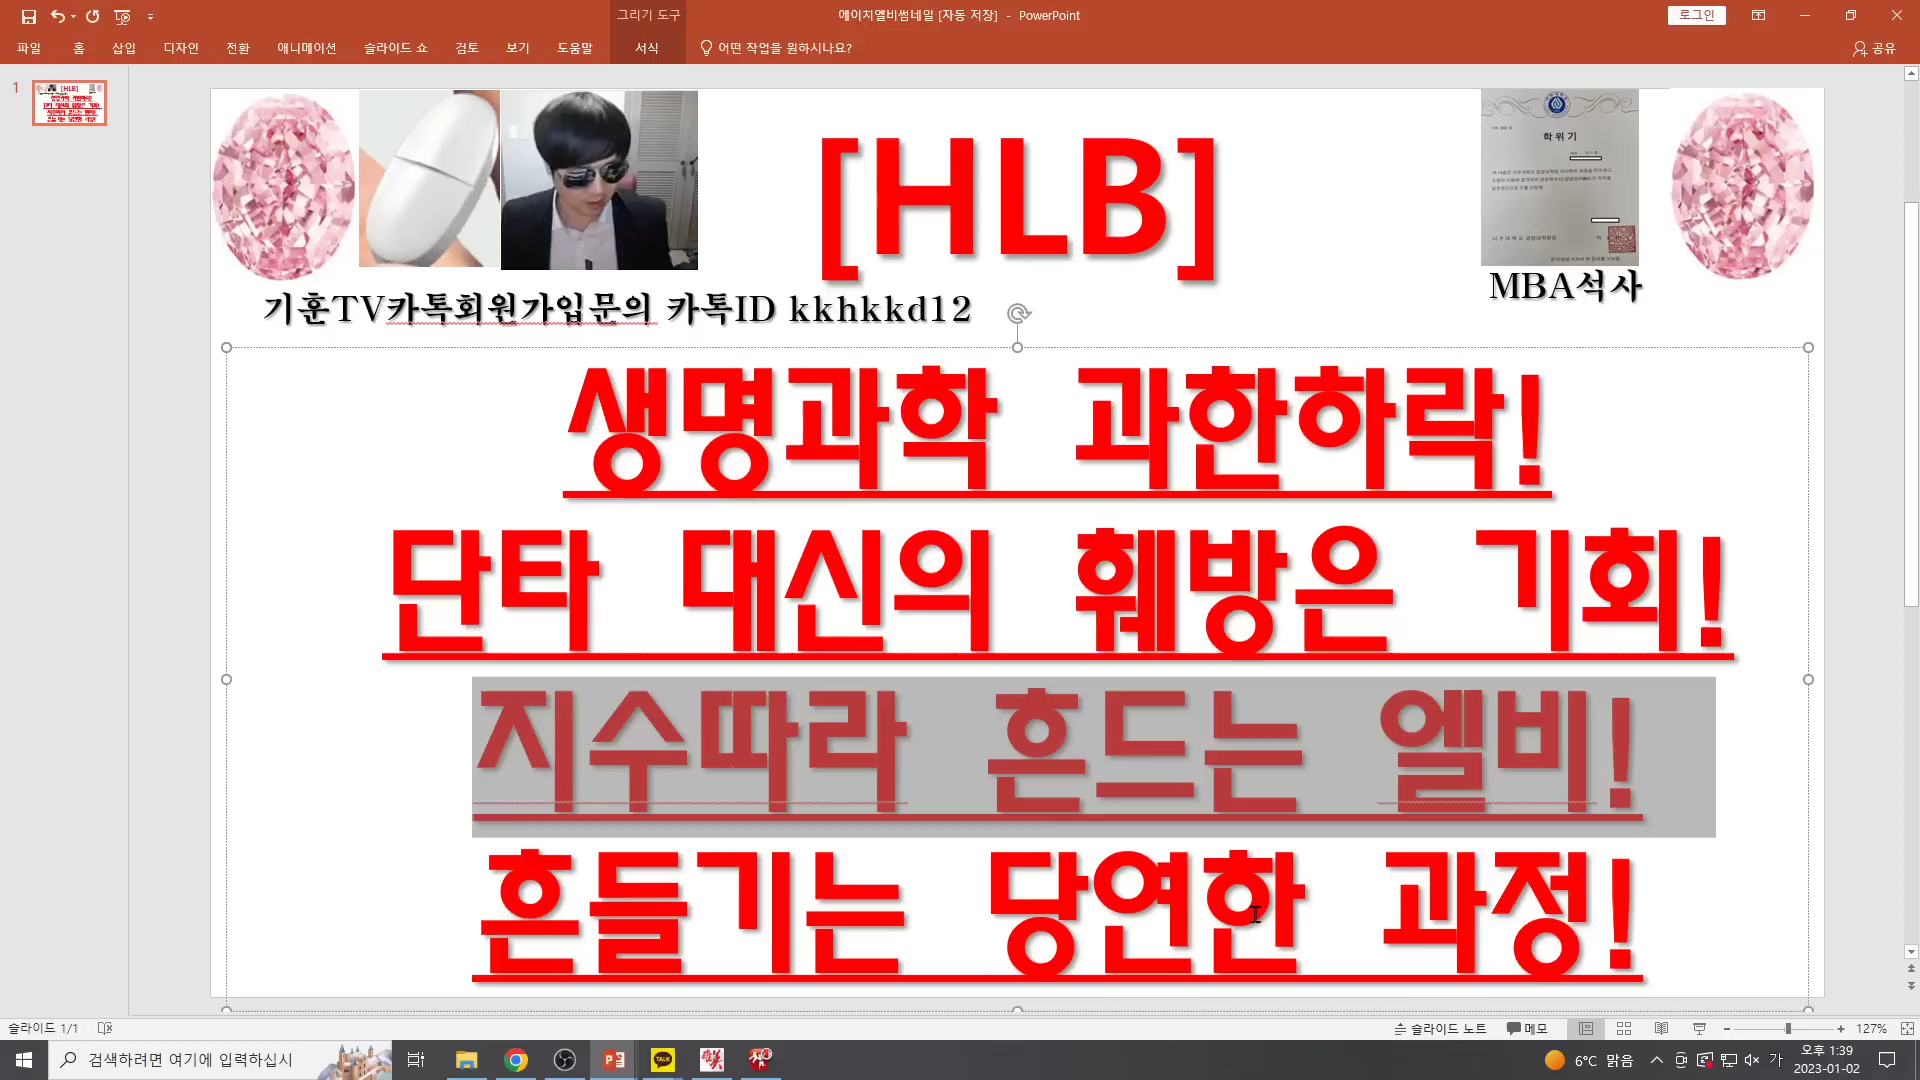 그리기 도구
에이치엘비썸네일 [자동 저장] - PowerPoint
로그인
파일 홈 삽입 디자인 전환 애니메이션 슬라이드 쇼 검토 보기 도움말 서식 어떤 작업을 원하시나요? 공유
1
[HLB]
학위기
MBA석사
기훈TV카톡회원가입문의 카톡ID kkhkkd12
생명과학 과한하락!
단타 대신의 훼방은 기회!
지수따라 흔드는 엘비!
흔들기는 당연한 과정!
슬라이드 1/1
슬라이드 노트 메모 127%
검색하려면 여기에 입력하십시
TALK
6°C 맑음
가
오후 1:39
2023-01-02